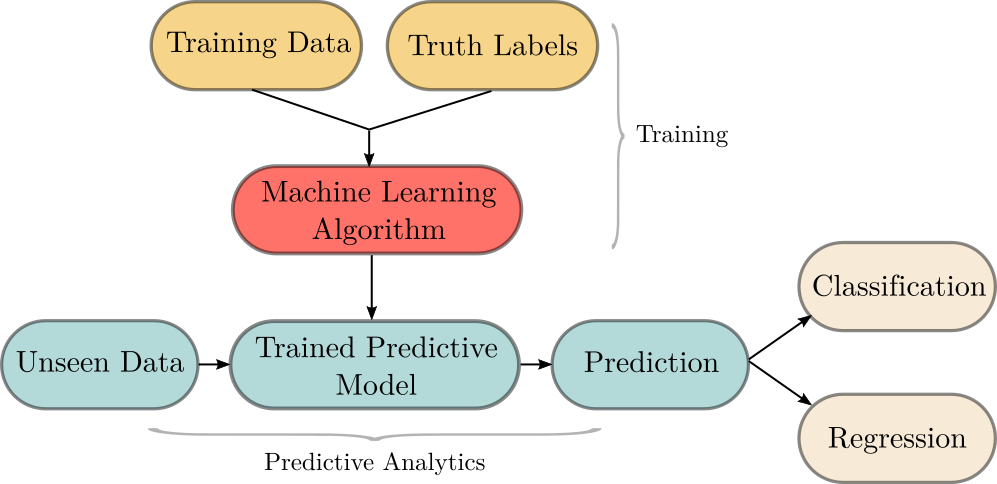 Training Data
Truth Labels
Training
Machine Learning
Algorithm
Classification
Unseen Data
Trained Predictive
Model
Prediction
Regression
Predictive Analytics